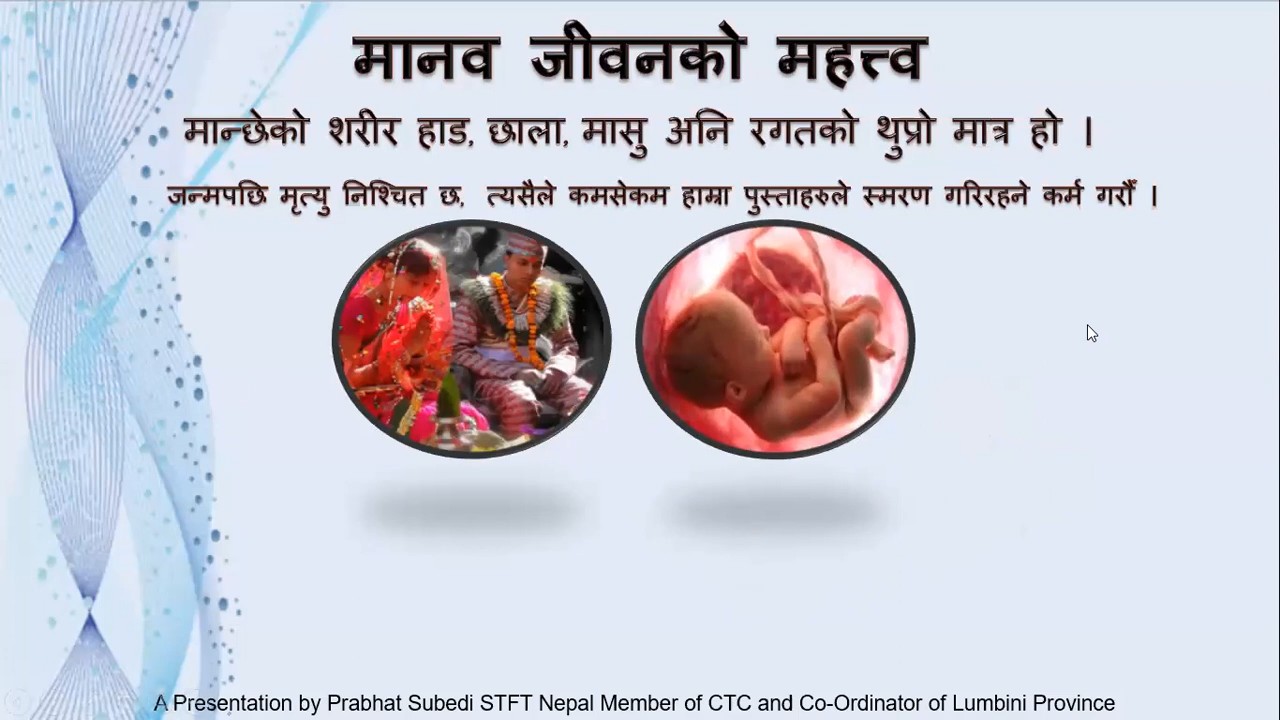 मानव जीवनको महत्त्व
मान्छेको शरीर हाड, छाला, मासु अनि रगतको थुप्रो मात्र हो ।
जन्मपछि मृत्यु निश्चित छ, त्यसैले कमसेकम हाम्रा पुस्ताहरुले स्मरण गरिरहने कर्म गरौँ ।
A Presentation by Prabhat Subedi STFT Nepal Member of CTC and Co-Ordinator of Lumbini Province